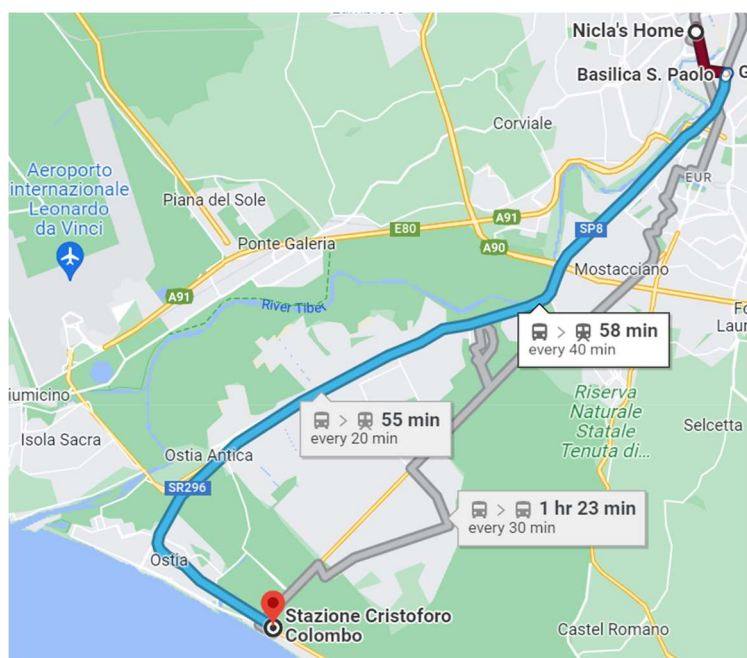 Nicla's Home
Basilica S. Paolo
G
Corviale
Aeroporto
internazionale
Leonardo
da Vinci
Piana del Sole
EUR
A91
SP8
E80
Ponte Galeria
A90
Mostacciano
A91
River Tiber
> 58 min
every 40 min
Riserva
Naturale
Statale
Tenuta di...
> 55 min
every 20 min
Selcetta
Isola Sacra
Ostia Antica
SR296
> 1 hr 23 min
every 30 min
Ostia
Stazione Cristoforo
Colombo
Castel Romano